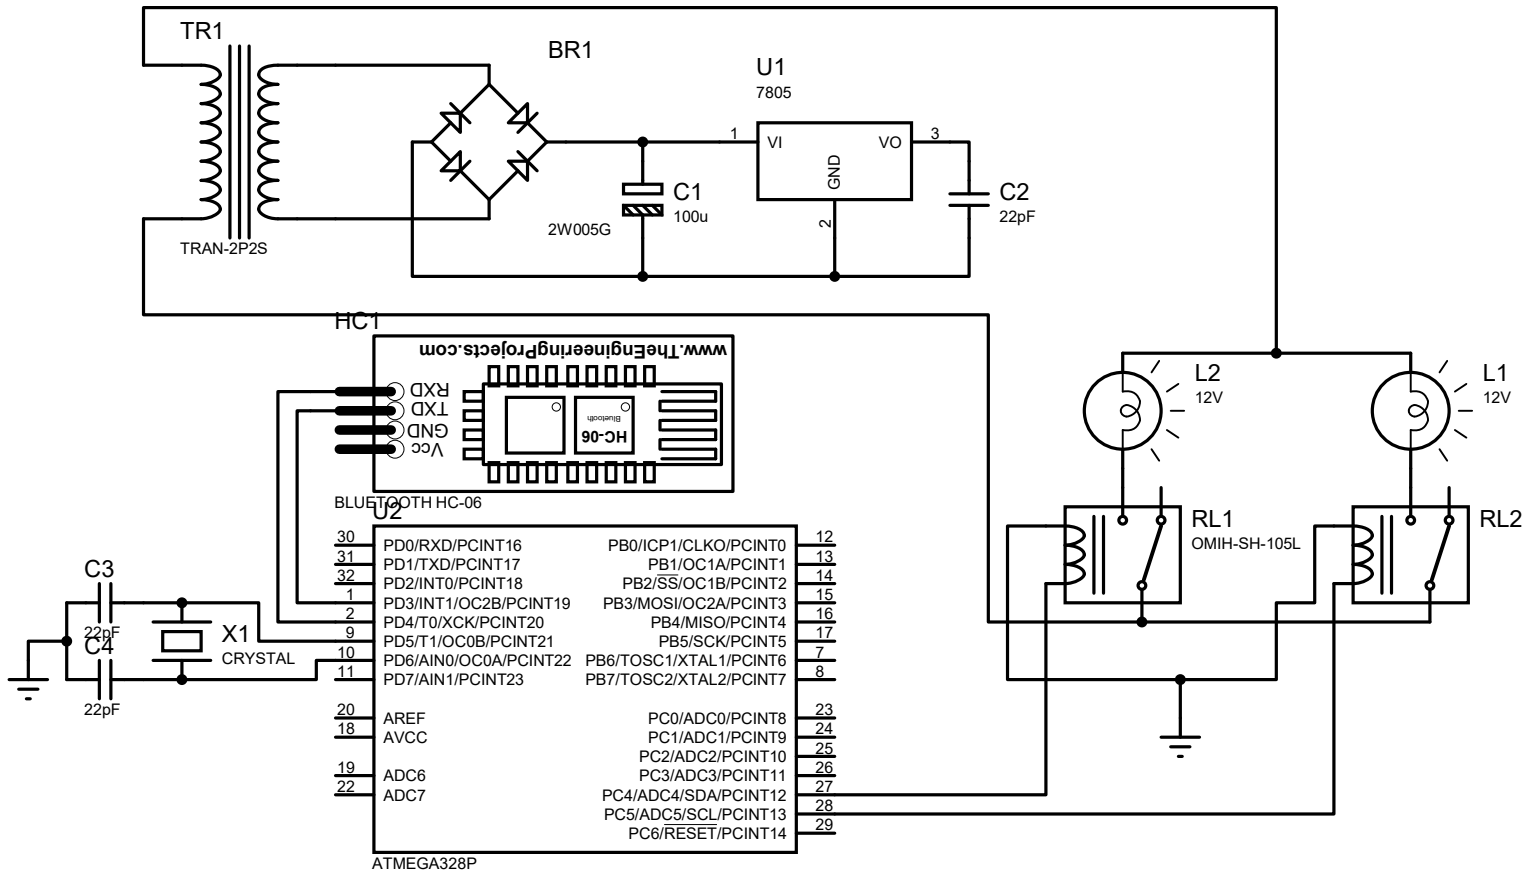 TR1
TRAN-2P2S
BR1
2W005G
U1
7805
1
VI
VO
3
GND
2
C1
100u
C2
22pF
HC1
www.TheEngineeringProjects.com
RXD
TXD
GND
Vcc
HC-06
Bluetooth
BLUETOOTH HC-06
L2
12V
L1
12V
RL1
OMIH-SH-105L
RL2
C3
22pF
C4
22pF
X1
CRYSTAL
U2
30 PD0/RXD/PCINT16
31 PD1/TXD/PCINT17
32 PD2/INT0/PCINT18
1 PD3/INT1/OC2B/PCINT19
2 PD4/T0/XCK/PCINT20
9 PD5/T1/OC0B/PCINT21
10 PD6/AIN0/OC0A/PCINT22
11 PD7/AIN1/PCINT23
20 AREF
18 AVCC
19 ADC6
22 ADC7
PB0/ICP1/CLKO/PCINT0 12
PB1/OC1A/PCINT1 13
PB2/SS/OC1B/PCINT2 14
PB3/MOSI/OC2A/PCINT3 15
PB4/MISO/PCINT4 16
PB5/SCK/PCINT5 17
PB6/TOSC1/XTAL1/PCINT6 7
PB7/TOSC2/XTAL2/PCINT7 8
PC0/ADC0/PCINT8 23
PC1/ADC1/PCINT9 24
PC2/ADC2/PCINT10 25
PC3/ADC3/PCINT11 26
PC4/ADC4/SDA/PCINT12 27
PC5/ADC5/SCL/PCINT13 28
PC6/RESET/PCINT14 29
ATMEGA328P